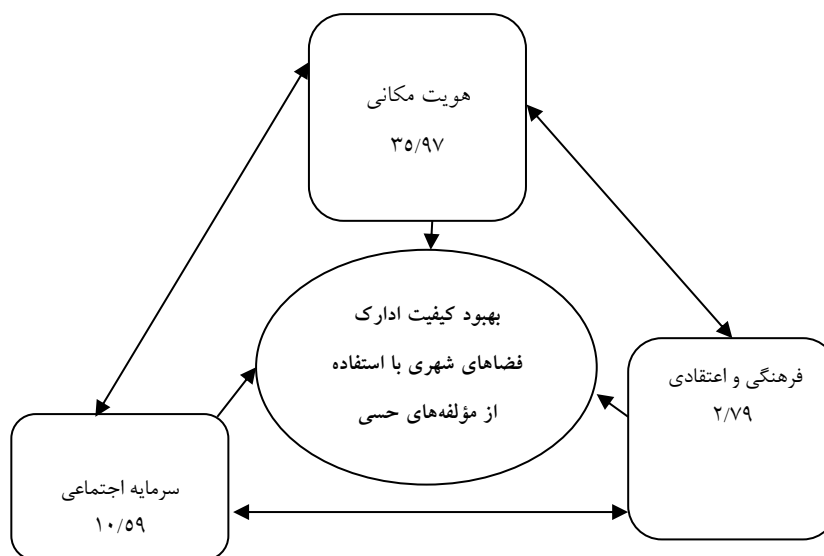 هویت مکانی
۳۵/۹۷
بهبود کیفیت ادارک
فضاهای شهری با استفاده
از مؤلفه‌های حسی
فرهنگی و اعتقادی
۲/۷۹
سرمایه اجتماعی
۱۰/۵۹